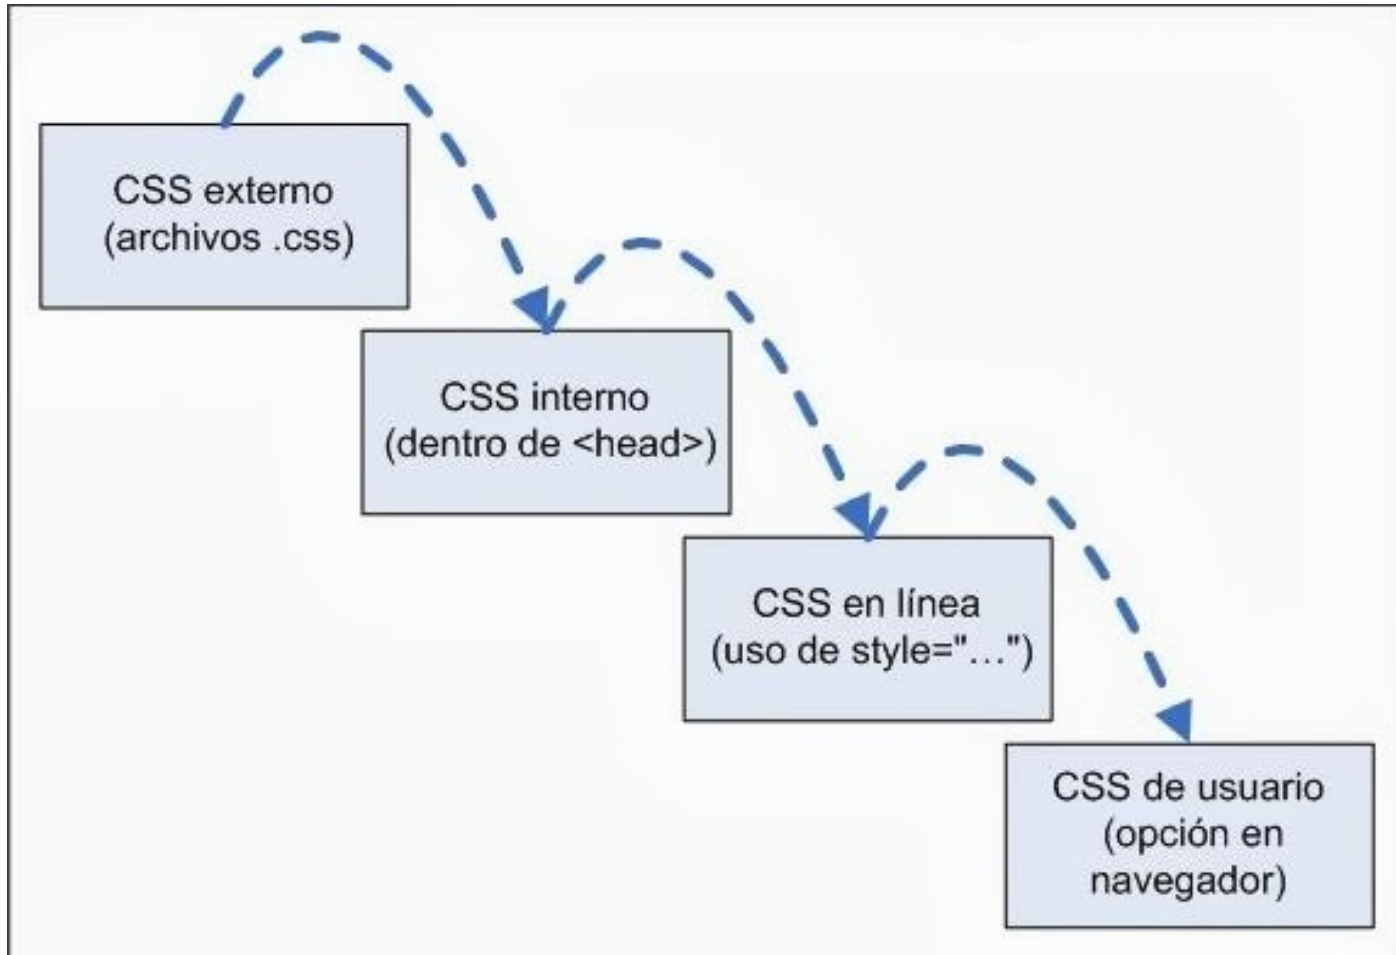 CSS externo
(archivos .css)
CSS interno
(dentro de <head>)
CSS en línea
(uso de style="...")
CSS de usuario
(opción en
navegador)